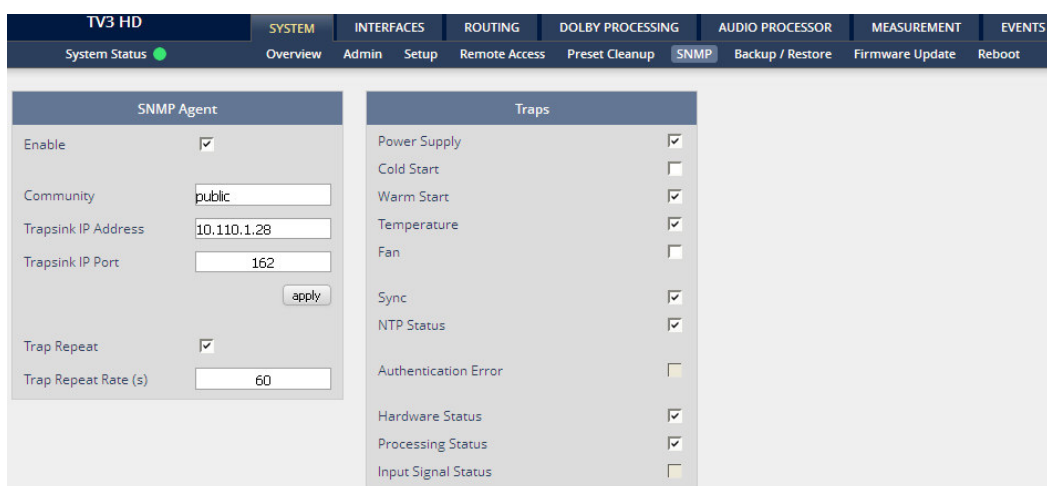 TV3 HD
SYSTEM INTERFACES ROUTING DOLBY PROCESSING AUDIO PROCESSOR MEASUREMENT EVENTS
System Status Overview Admin Setup Remote Access Preset Cleanup SNMP Backup / Restore Firmware Update Reboot
SNMP Agent
Enable
Community public
Trapsink IP Address 10.110.1.28
Trapsink IP Port 162
apply
Trap Repeat
Trap Repeat Rate (s) 60
Traps
Power Supply
Cold Start
Warm Start
Temperature
Fan
Sync
NTP Status
Authentication Error
Hardware Status
Processing Status
Input Signal Status